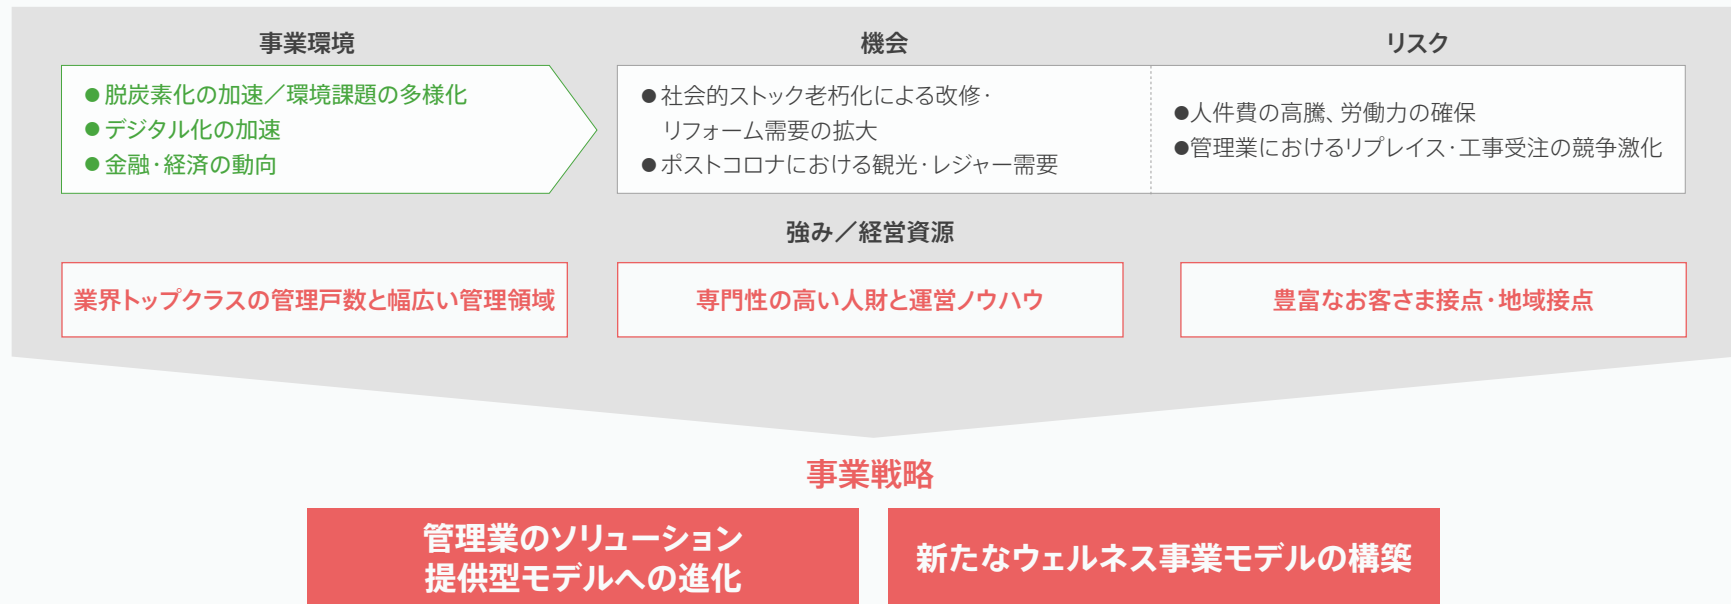 事業環境
●脱炭素化の加速／環境課題の多様化
●デジタル化の加速
●金融・経済の動向
機会
●社会的ストック老朽化による改修・
リフォーム需要の拡大
●ポストコロナにおける観光・レジャー需要
リスク
●人件費の高騰、労働力の確保
●管理業におけるリプレイス・工事受注の競争激化
強み／経営資源
業界トップクラスの管理戸数と幅広い管理領域
専門性の高い人財と運営ノウハウ
豊富なお客さま接点・地域接点
事業戦略
管理業のソリューション
提供型モデルへの進化
新たなウェルネス事業モデルの構築